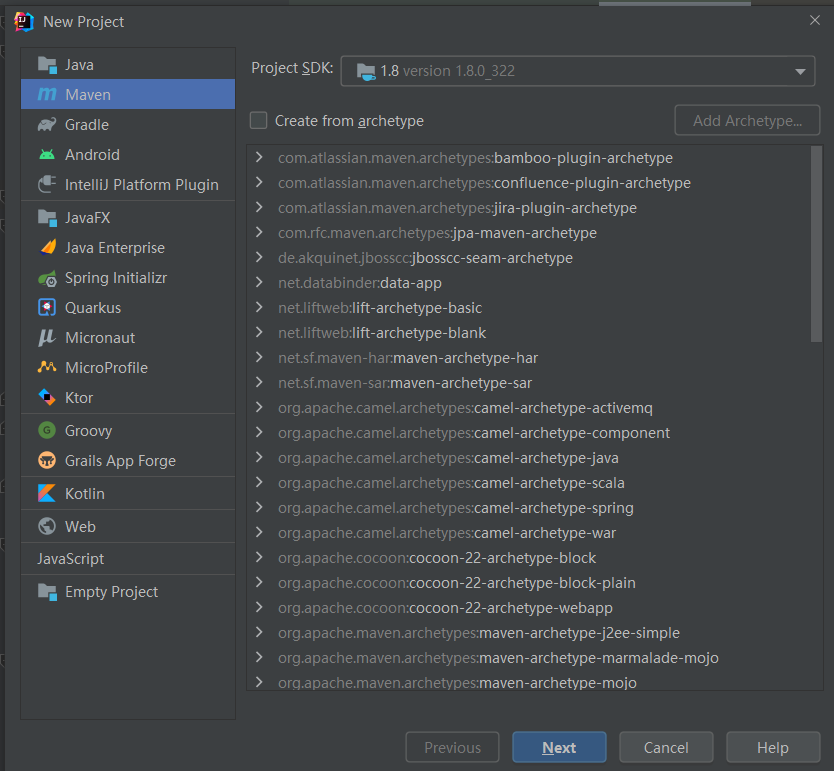 New Project
Java
Maven
Gradle
Android
IntelliJ Platform Plugin
JavaFX
Java Enterprise
Spring Initializr
Quarkus
Micronaut
MicroProfile
Ktor
Groovy
Grails App Forge
Kotlin
Web
JavaScript
Empty Project
Project SDK: 1.8 version 1.8.0_322
Create from archetype Add Archetype...
com.atlassian.maven.archetypes:bamboo-plugin-archetype
com.atlassian.maven.archetypes:confluence-plugin-archetype
com.atlassian.maven.archetypes:jira-plugin-archetype
com.rfc.maven.archetypes:jpa-maven-archetype
de.akquinet.jbosscc:jbosscc-seam-archetype
net.databinder:data-app
net.liftweb:lift-archetype-basic
net.liftweb:lift-archetype-blank
net.sf.maven-har:maven-archetype-har
net.sf.maven-sar:maven-archetype-sar
org.apache.camel.archetypes:camel-archetype-activemq
org.apache.camel.archetypes:camel-archetype-component
org.apache.camel.archetypes:camel-archetype-java
org.apache.camel.archetypes:camel-archetype-scala
org.apache.camel.archetypes:camel-archetype-spring
org.apache.camel.archetypes:camel-archetype-war
org.apache.cocoon:cocoon-22-archetype-block
org.apache.cocoon:cocoon-22-archetype-block-plain
org.apache.cocoon:cocoon-22-archetype-webapp
org.apache.maven.archetypes:maven-archetype-j2ee-simple
org.apache.maven.archetypes:maven-archetype-marmalade-mojo
org.apache.maven.archetypes:maven-archetype-mojo
Previous Next Cancel Help